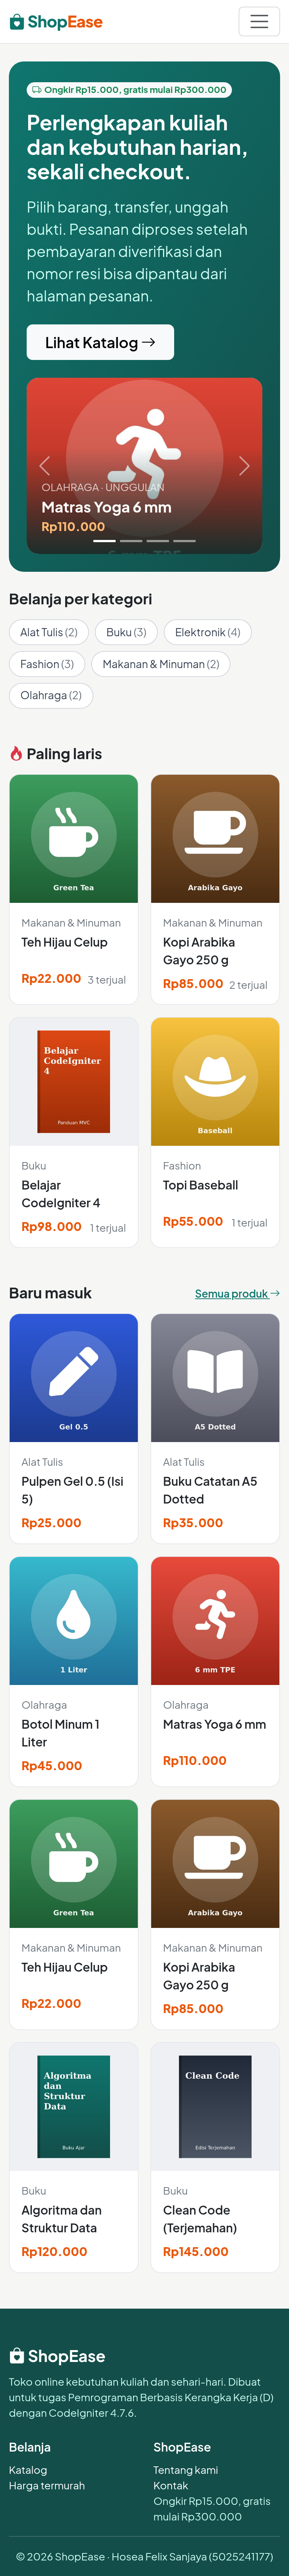 ShopEase
Ongkir Rp15.000, gratis mulai Rp300.000
Perlengkapan kuliah
dan kebutuhan harian,
sekali checkout.
Pilih barang, transfer, unggah
bukti. Pesanan diproses setelah
pembayaran diverifikasi dan
nomor resi bisa dipantau dari
halaman pesanan.
Lihat Katalog →
OLAHRAGA · UNGGULAN
Matras Yoga 6 mm
Rp110.000
6 mm TPE
Belanja per kategori
Alat Tulis (2) Buku (3) Elektronik (4)
Fashion (3) Makanan & Minuman (2)
Olahraga (2)
Paling laris
Green Tea
Makanan & Minuman
Teh Hijau Celup
Rp22.000 3 terjual
Arabika Gayo
Makanan & Minuman
Kopi Arabika
Gayo 250 g
Rp85.000 2 terjual
Belajar
CodeIgniter
4
Panduan MVC
Buku
Belajar
CodeIgniter 4
Rp98.000 1 terjual
Baseball
Fashion
Topi Baseball
Rp55.000 1 terjual
Baru masuk
Semua produk →
Gel 0.5
Alat Tulis
Pulpen Gel 0.5 (Isi
5)
Rp25.000
A5 Dotted
Alat Tulis
Buku Catatan A5
Dotted
Rp35.000
1 Liter
Olahraga
Botol Minum 1
Liter
Rp45.000
6 mm TPE
Olahraga
Matras Yoga 6 mm
Rp110.000
Green Tea
Makanan & Minuman
Teh Hijau Celup
Rp22.000
Arabika Gayo
Makanan & Minuman
Kopi Arabika
Gayo 250 g
Rp85.000
Algoritma
dan
Struktur
Data
Buku Ajar
Buku
Algoritma dan
Struktur Data
Rp120.000
Clean Code
Edisi Terjemahan
Buku
Clean Code
(Terjemahan)
Rp145.000
ShopEase
Toko online kebutuhan kuliah dan sehari-hari. Dibuat
untuk tugas Pemrograman Berbasis Kerangka Kerja (D)
dengan CodeIgniter 4.7.6.
Belanja
Katalog
Harga termurah
ShopEase
Tentang kami
Kontak
Ongkir Rp15.000, gratis
mulai Rp300.000
© 2026 ShopEase · Hosea Felix Sanjaya (5025241177)